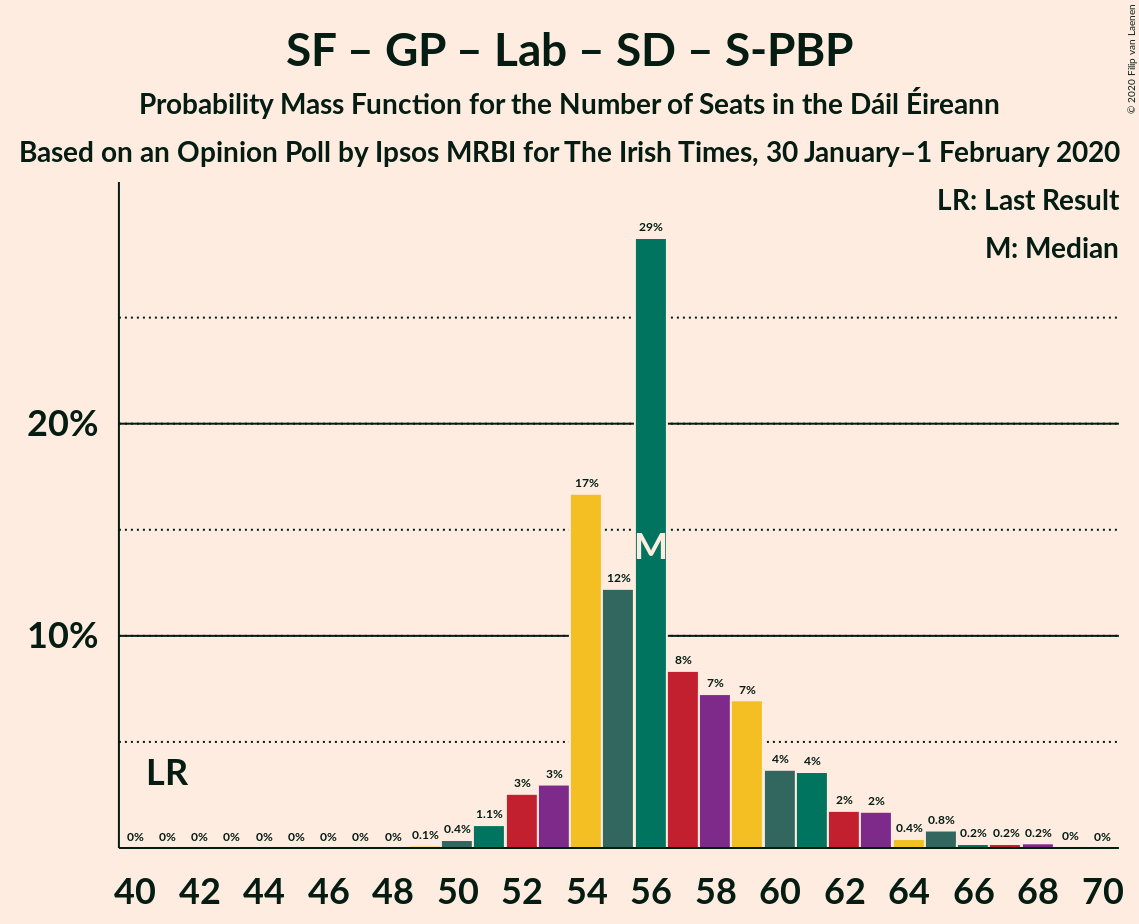 SF – GP – Lab – SD – S-PBP
Probability Mass Function for the Number of Seats in the Dáil Éireann
Based on an Opinion Poll by Ipsos MRBI for The Irish Times, 30 January–1 February 2020
© 2020 Filip van Laenen
LR: Last Result
M: Median
29%
20%
17%
12%
M
10%
8%
7%
7%
LR
4%
4%
3%
3%
2%
2%
0% 0% 0% 0% 0% 0% 0% 0% 0% 0.1% 0.4% 1.1% 0.4% 0.8% 0.2% 0.2% 0.2% 0% 0%
40 42 44 46 48 50 52 54 56 58 60 62 64 66 68 70